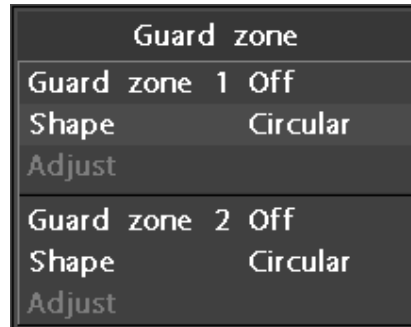 Guard zone
Guard zone 1 Off
Shape Circular
Adjust
Guard zone 2 Off
Shape Circular
Adjust